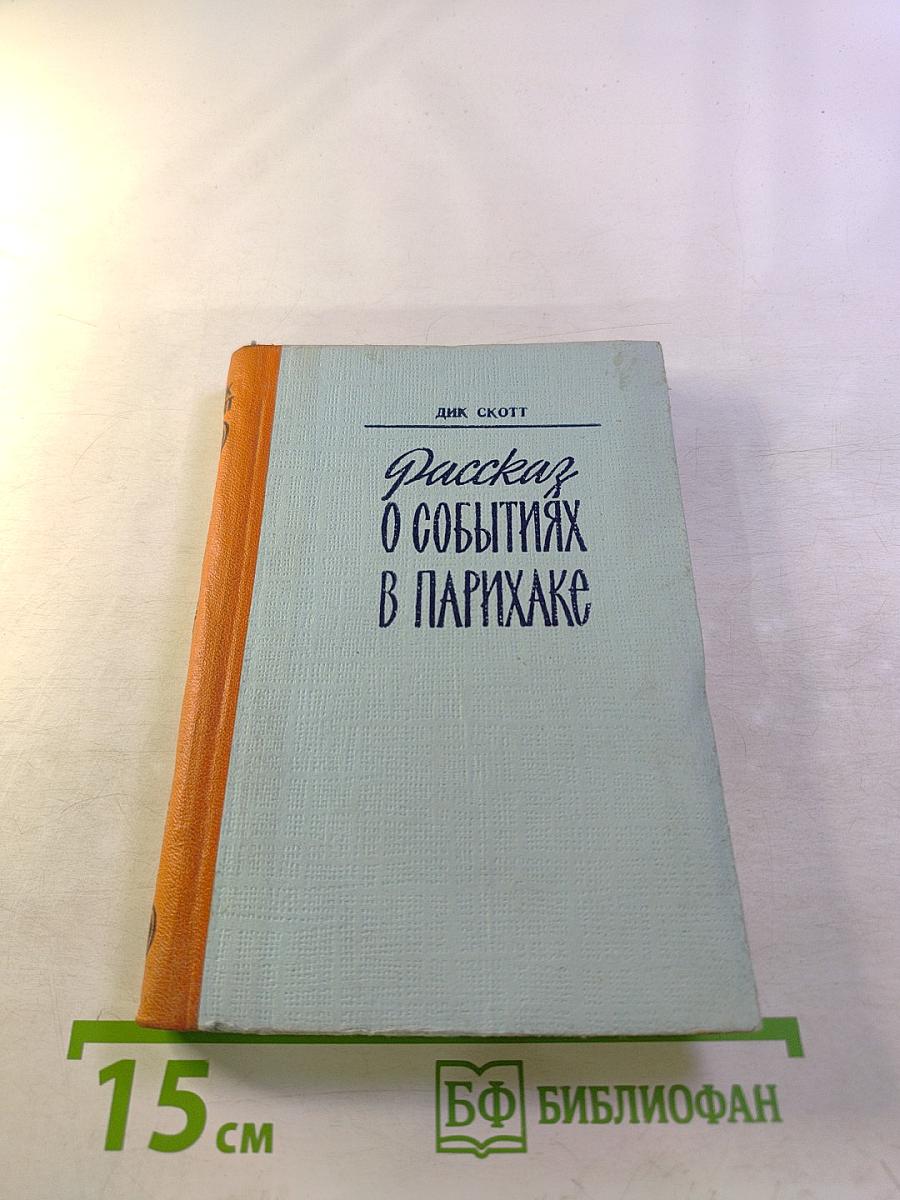 ДИК СКОТТ
Рассказ
О СОБЫТИЯХ
В ПАРИХАКЕ
15 см
БФ БИБЛИОФАН